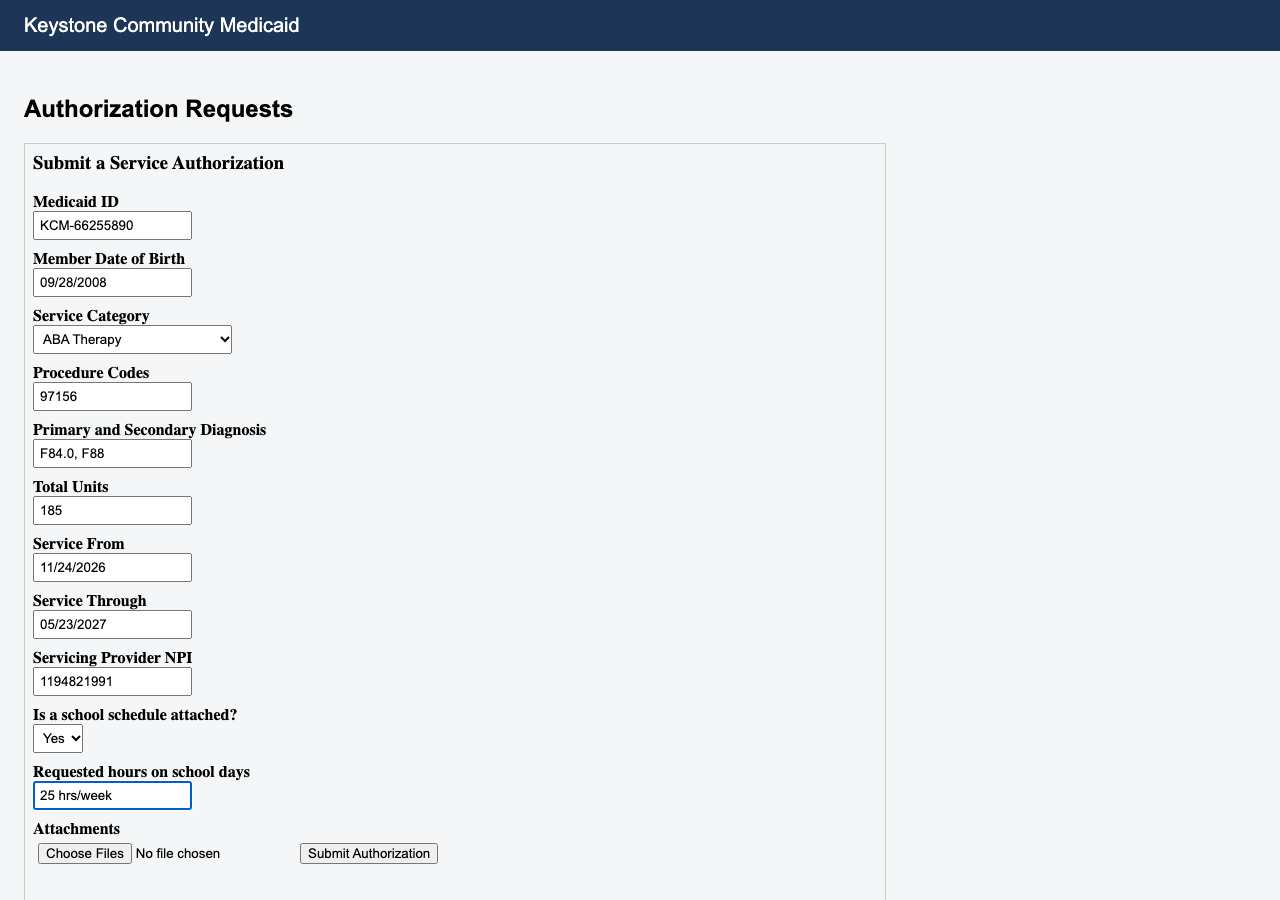 Keystone Community Medicaid
Authorization Requests
Submit a Service Authorization
Medicaid ID
KCM-66255890
Member Date of Birth
09/28/2008
Service Category
ABA Therapy
Procedure Codes
97156
Primary and Secondary Diagnosis
F84.0, F88
Total Units
185
Service From
11/24/2026
Service Through
05/23/2027
Servicing Provider NPI
1194821991
Is a school schedule attached?
Yes
Requested hours on school days
25 hrs/week
Attachments
Choose Files No file chosen Submit Authorization